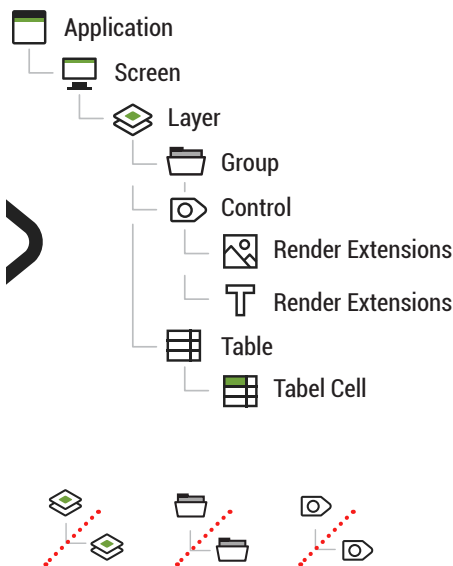 Application
Screen
Layer
Group
Control
Render Extensions
Render Extensions
Table
Tabel Cell